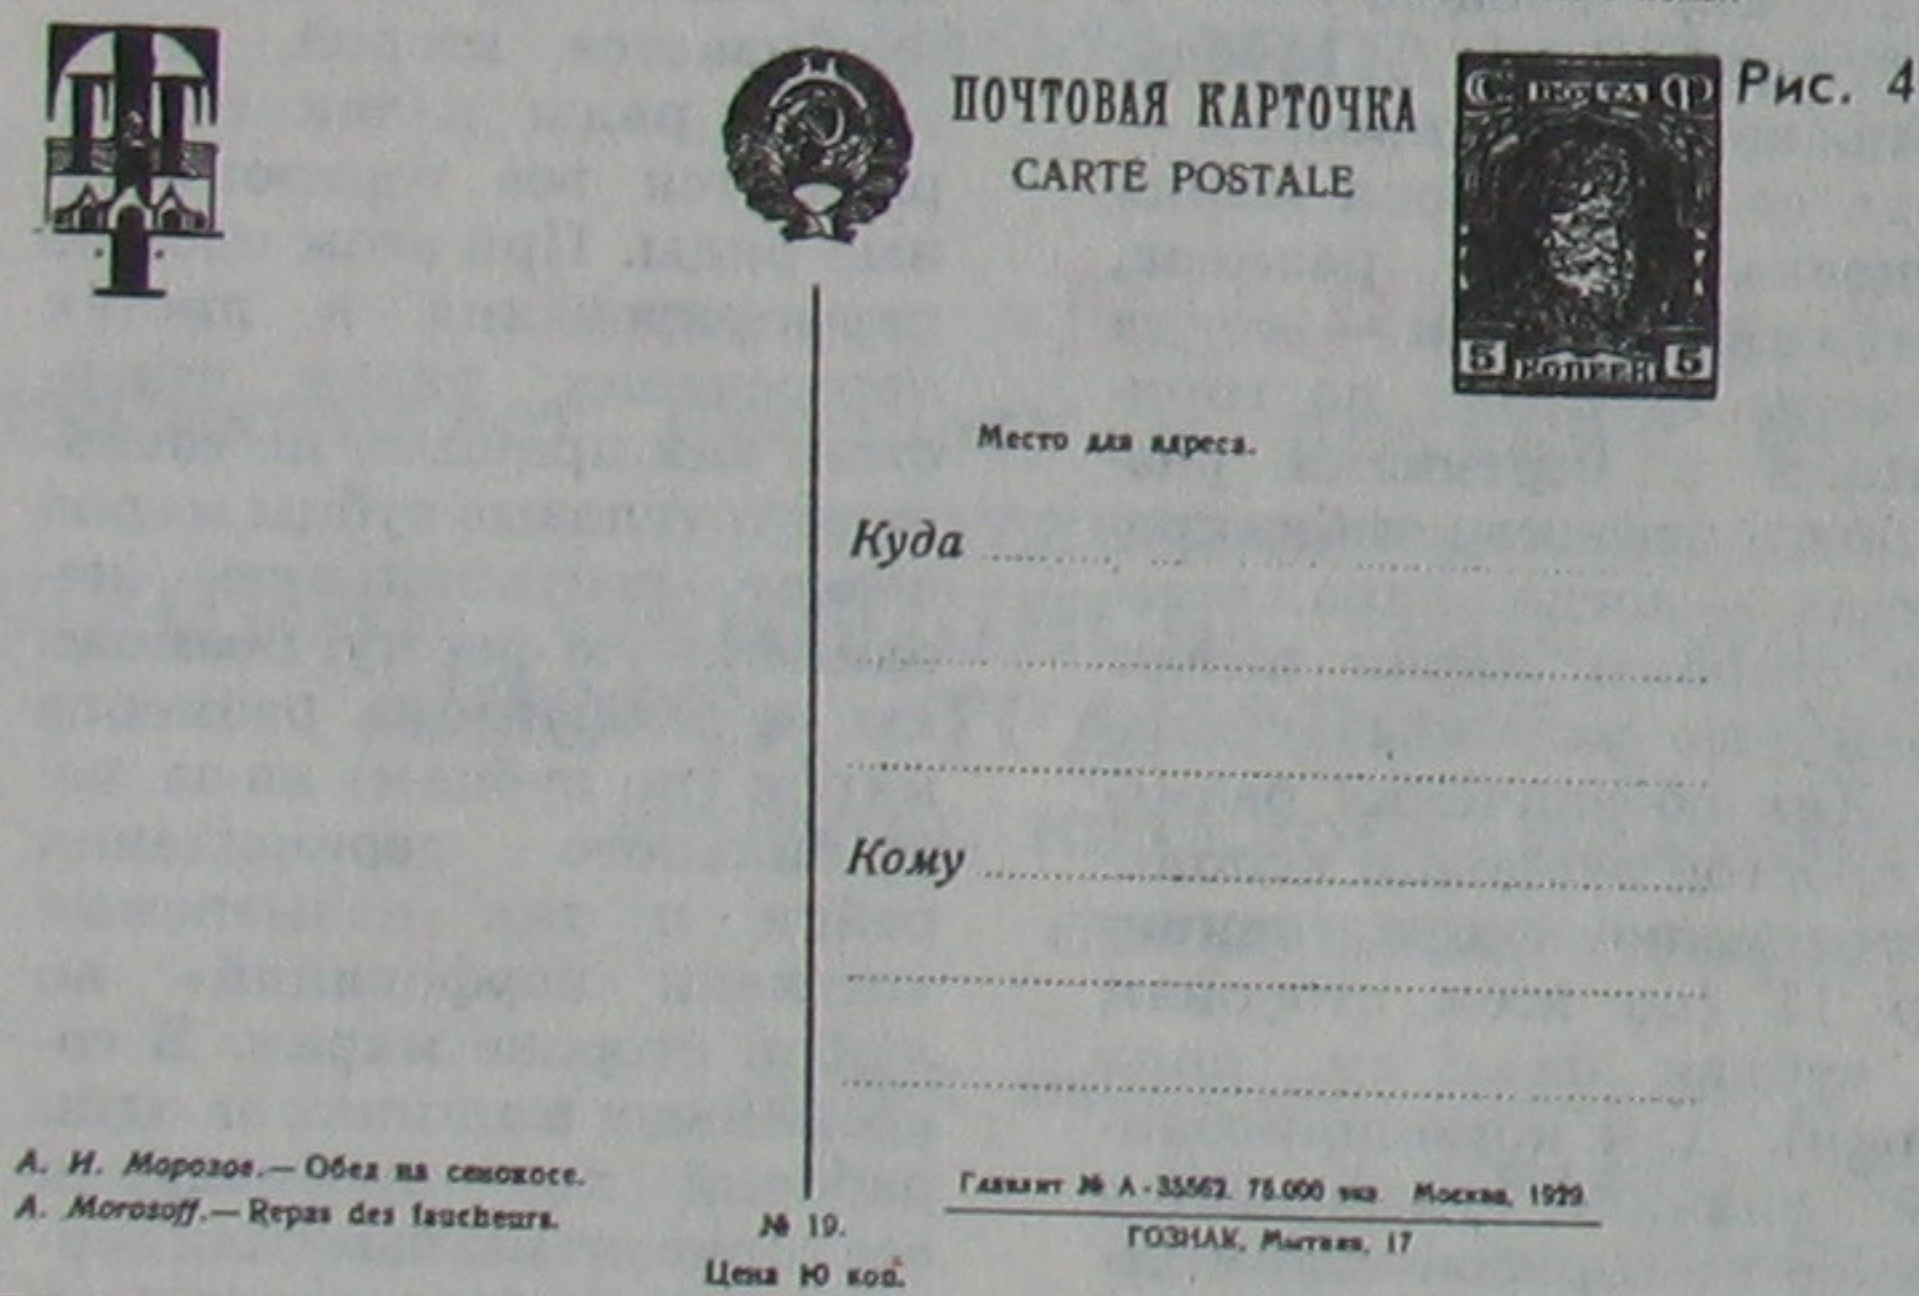 ПОЧТОВАЯ КАРТОЧКА
CARTE POSTALE
ПОЧТА
5 КОПЕЕК 5
Рис. 4
Место для адреса.
Куда
Кому
А. И. Морозов.— Обед на сенокосе.
A. Morosoff.— Repas des faucheurs.
№ 19.
Цена 10 коп.
Главлит № А-35562. 75.000 экз. Москва, 1929.
ГОЗНАК, Мытная, 17